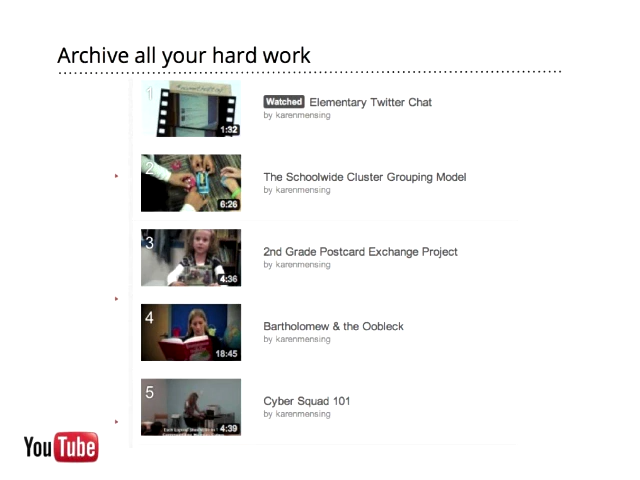 Archive all your hard work
1
1:32
Watched Elementary Twitter Chat
by karenmensing
2
6:26
The Schoolwide Cluster Grouping Model
by karenmensing
3
4:36
2nd Grade Postcard Exchange Project
by karenmensing
4
18:45
Bartholomew & the Oobleck
by karenmensing
5
4:39
Cyber Squad 101
by karenmensing
YouTube